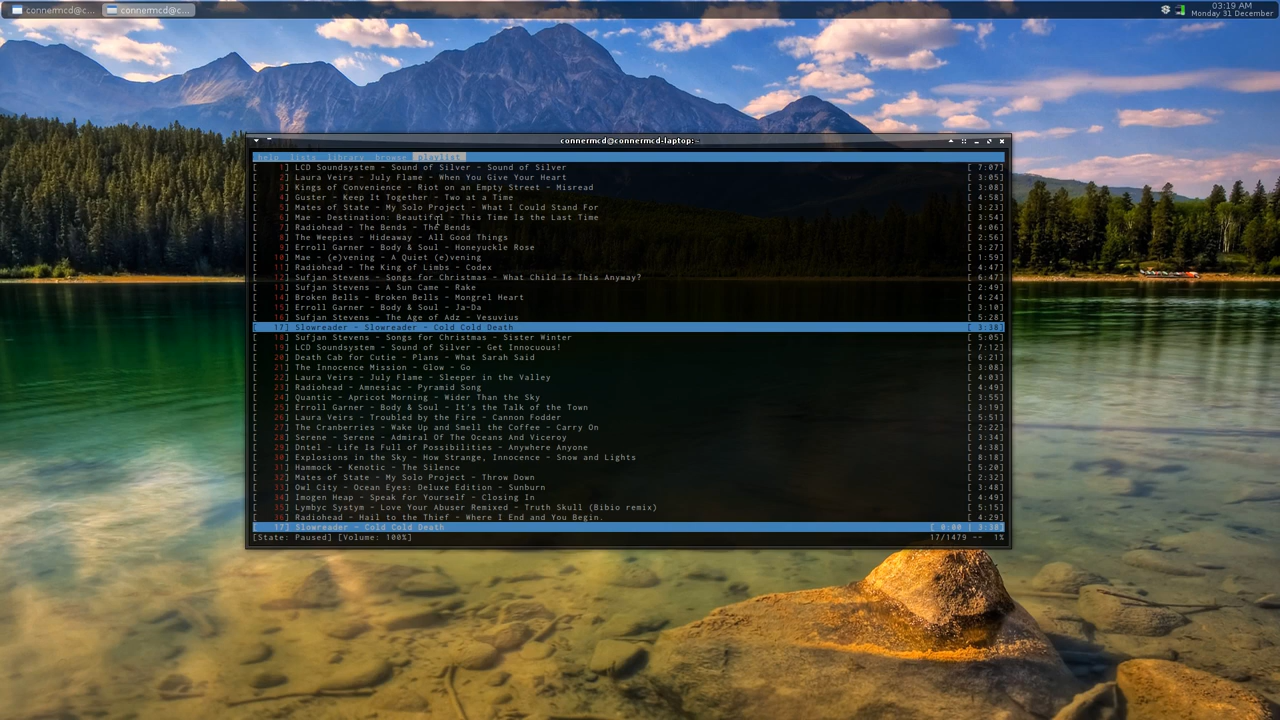 connermcd@c... connermcd@c... 03:19 AM
Monday 31 December
connermcd@connermcd-laptop:~
help lists library browse playlist
[ 1] LCD Soundsystem - Sound of Silver - Sound of Silver [ 7:07]
[ 2] Laura Veirs - July Flame - When You Give Your Heart [ 3:05]
[ 3] Kings of Convenience - Riot on an Empty Street - Misread [ 3:08]
[ 4] Guster - Keep It Together - Two at a Time [ 4:58]
[ 5] Mates of State - My Solo Project - What I Could Stand For [ 3:23]
[ 6] Mae - Destination: Beautiful - This Time Is the Last Time [ 3:54]
[ 7] Radiohead - The Bends - The Bends [ 4:06]
[ 8] The Weepies - Hideaway - All Good Things [ 2:56]
[ 9] Erroll Garner - Body & Soul - Honeyuckle Rose [ 3:27]
[ 10] Mae - (e)vening - A Quiet (e)vening [ 1:59]
[ 11] Radiohead - The King of Limbs - Codex [ 4:47]
[ 12] Sufjan Stevens - Songs for Christmas - What Child Is This Anyway? [ 6:47]
[ 13] Sufjan Stevens - A Sun Came - Rake [ 2:49]
[ 14] Broken Bells - Broken Bells - Mongrel Heart [ 4:24]
[ 15] Erroll Garner - Body & Soul - Ja-Da [ 3:10]
[ 16] Sufjan Stevens - The Age of Adz - Vesuvius [ 5:28]
[ 17] Slowreader - Slowreader - Cold Cold Death [ 3:38]
[ 18] Sufjan Stevens - Songs for Christmas - Sister Winter [ 5:05]
[ 19] LCD Soundsystem - Sound of Silver - Get Innocuous! [ 7:12]
[ 20] Death Cab for Cutie - Plans - What Sarah Said [ 6:21]
[ 21] The Innocence Mission - Glow - Go [ 3:08]
[ 22] Laura Veirs - July Flame - Sleeper in the Valley [ 4:03]
[ 23] Radiohead - Amnesiac - Pyramid Song [ 4:49]
[ 24] Quantic - Apricot Morning - Wider Than the Sky [ 3:55]
[ 25] Erroll Garner - Body & Soul - It's the Talk of the Town [ 3:19]
[ 26] Laura Veirs - Troubled by the Fire - Cannon Fodder [ 5:51]
[ 27] The Cranberries - Wake Up and Smell the Coffee - Carry On [ 2:22]
[ 28] Serene - Serene - Admiral Of The Oceans And Viceroy [ 3:34]
[ 29] Dntel - Life Is Full of Possibilities - Anywhere Anyone [ 4:38]
[ 30] Explosions in the Sky - How Strange, Innocence - Snow and Lights [ 8:18]
[ 31] Hammock - Kenotic - The Silence [ 5:20]
[ 32] Mates of State - My Solo Project - Throw Down [ 2:32]
[ 33] Owl City - Ocean Eyes: Deluxe Edition - Sunburn [ 3:48]
[ 34] Imogen Heap - Speak for Yourself - Closing In [ 4:49]
[ 35] Lymbyc Systym - Love Your Abuser Remixed - Truth Skull (Bibio remix) [ 5:15]
[ 36] Radiohead - Hail to the Thief - Where I End and You Begin. [ 4:29]
[ 17] Slowreader - Cold Cold Death [ 0:00 | 3:38]
[State: Paused] [Volume: 100%] 17/1479 -- 1%